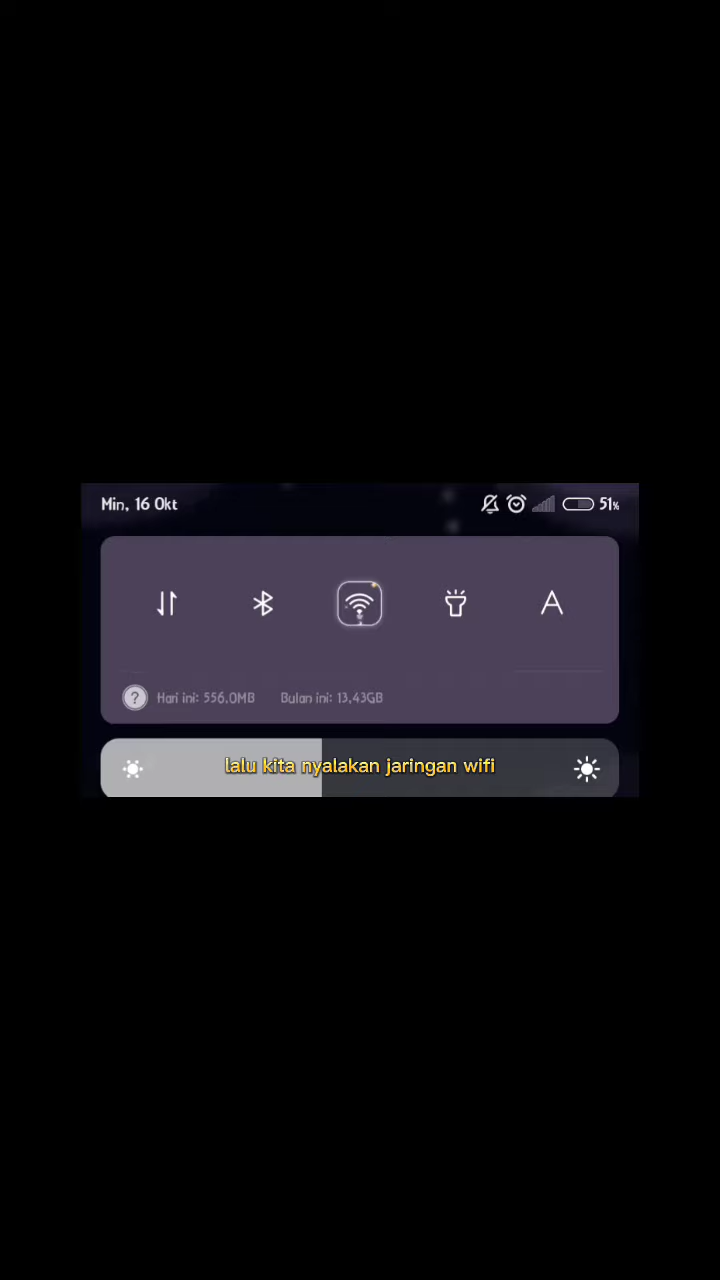 Min, 16 Okt 51%
A
? Hari ini: 556,0MB Bulan ini: 13,43GB
lalu kita nyalakan jaringan wifi